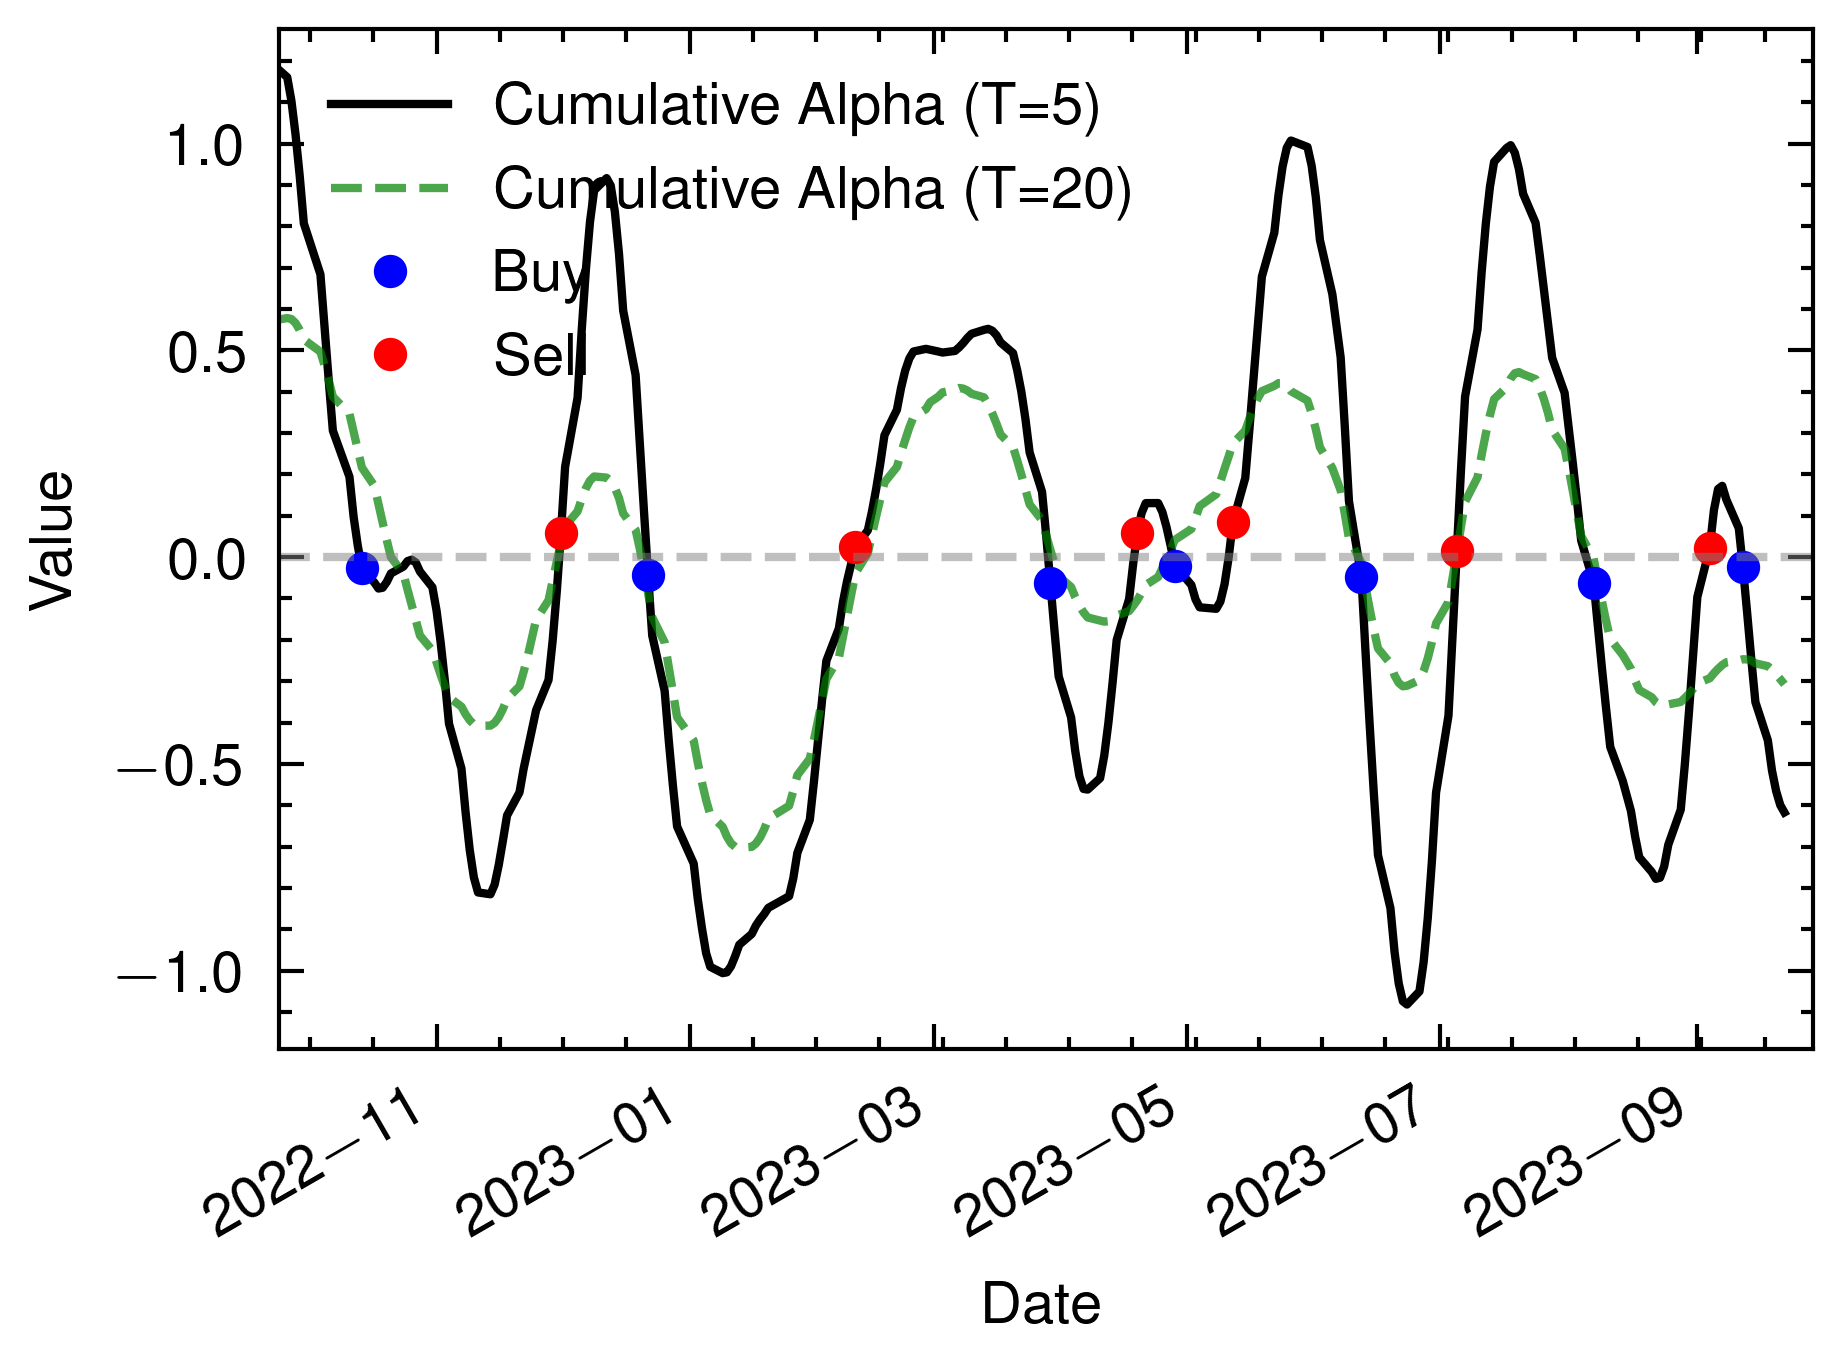 Cumulative Alpha (T=5)
Cumulative Alpha (T=20)
Buy
Sell
1.0
0.5
0.0
−0.5
−1.0
Value
2022−11
2023−01
2023−03
2023−05
2023−07
2023−09
Date